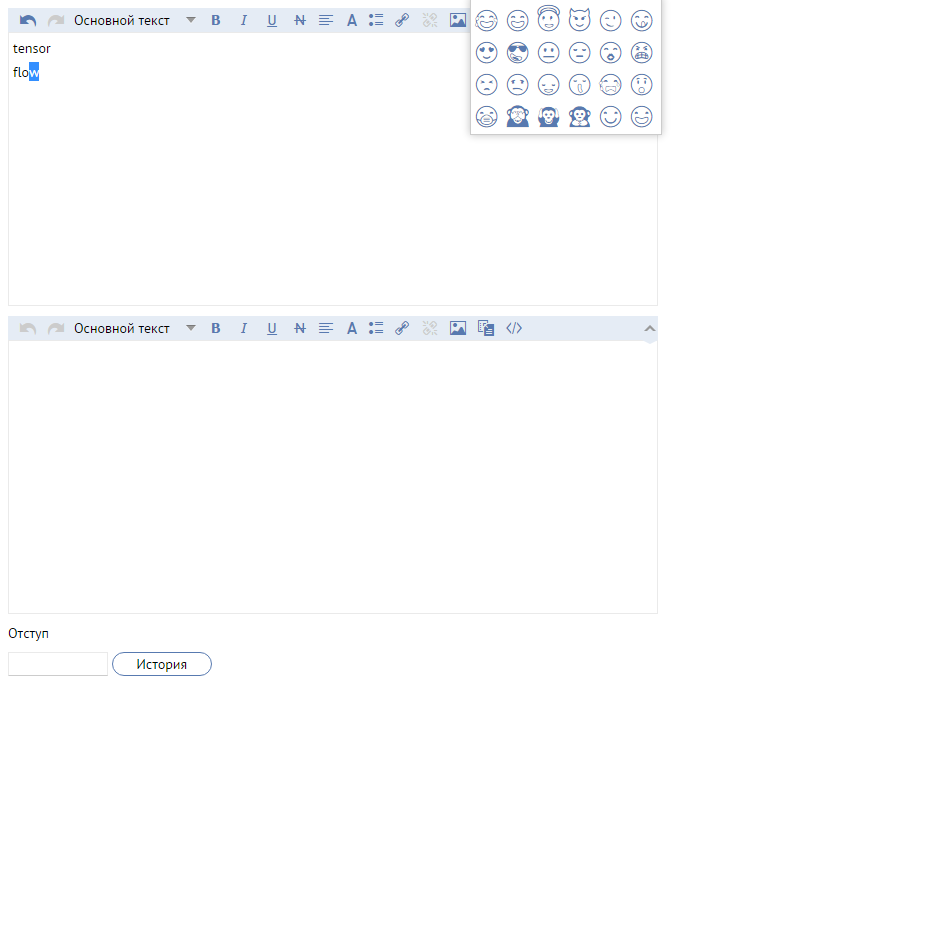 Основной текст B I U N A
tensor
flow
Основной текст B I U N A </>
Отступ
История